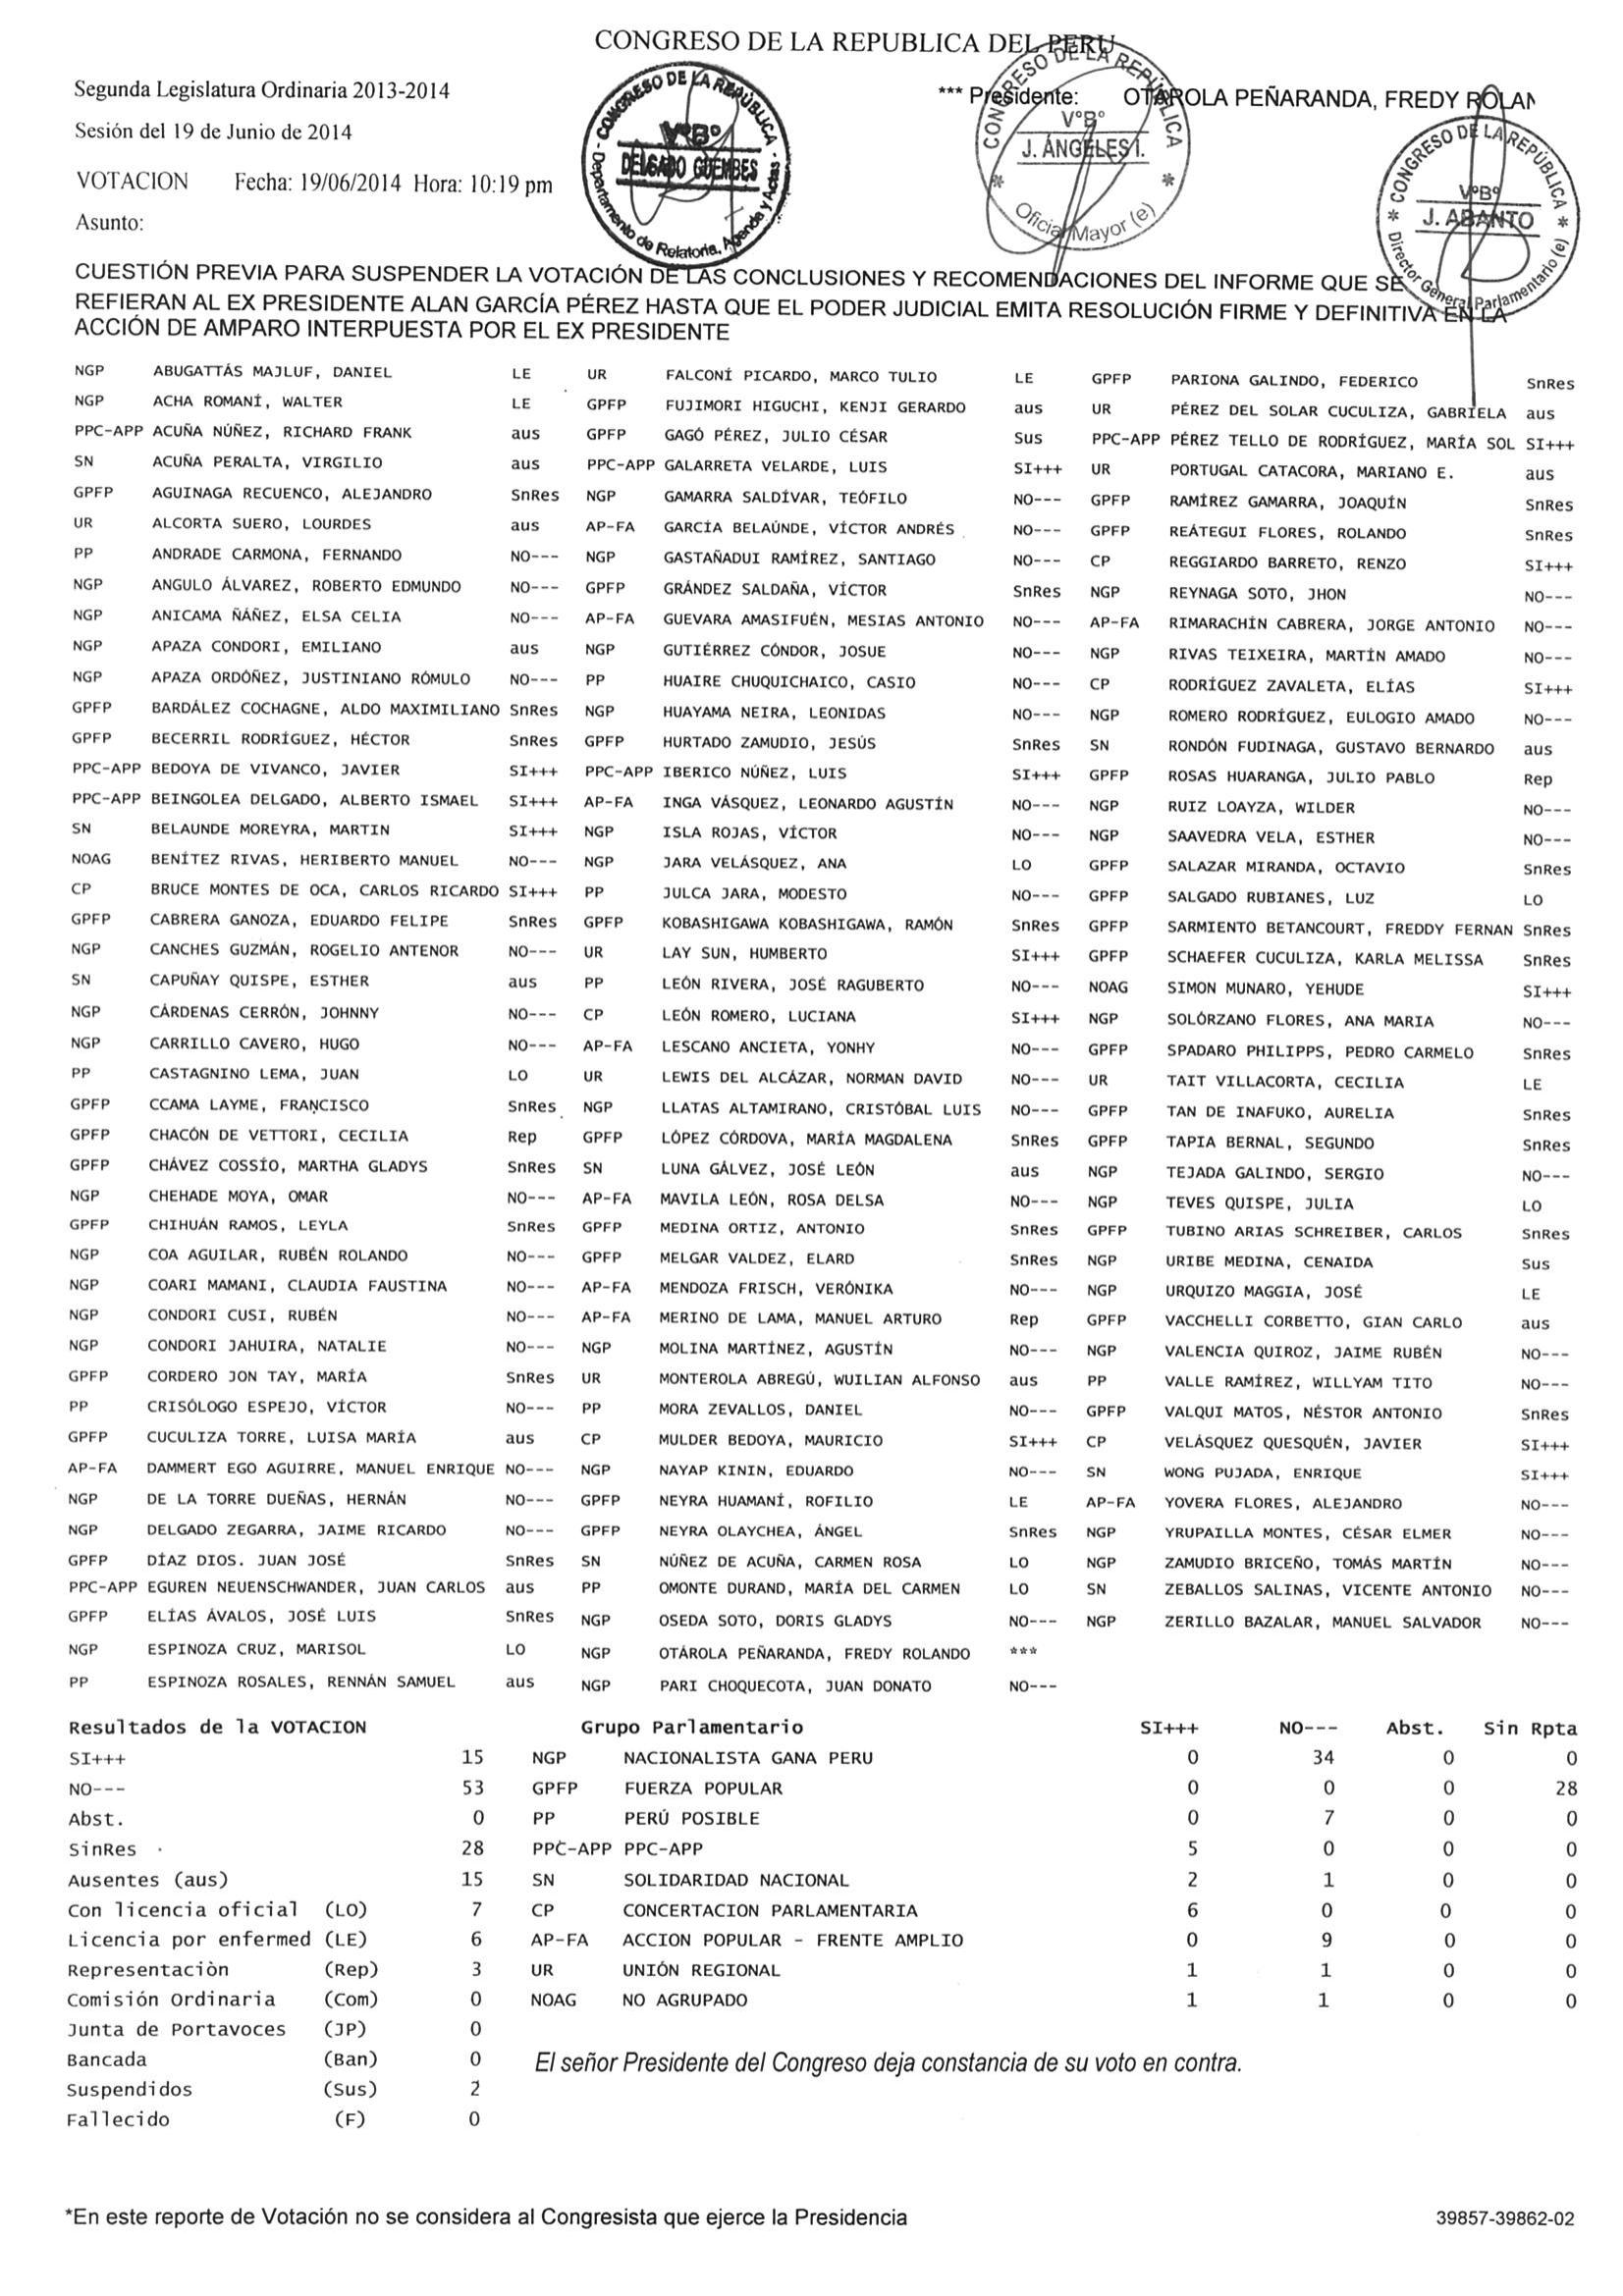 CONGRESO DE LA REPUBLICA DEL PERU
Segunda Legislatura Ordinaria 2013-2014
*** Presidente: OTÁROLA PEÑARANDA, FREDY ROLAN
Sesión del 19 de Junio de 2014
VOTACION Fecha: 19/06/2014 Hora: 10:19 pm
Asunto:
- CONGRESO DE LA REPÚBLICA -
V°B°
DELGADO GUEMBES
Departamento de Relatoria, Agenda y Actas
CONGRESO DE LA REPÚBLICA
V°B°
J. ÁNGELES I.
Oficial Mayor (e)
CONGRESO DE LA REPÚBLICA
V°B°
J. ABANTO
Director General Parlamentario (e)
CUESTIÓN PREVIA PARA SUSPENDER LA VOTACIÓN DE LAS CONCLUSIONES Y RECOMENDACIONES DEL INFORME QUE SE
REFIERAN AL EX PRESIDENTE ALAN GARCÍA PÉREZ HASTA QUE EL PODER JUDICIAL EMITA RESOLUCIÓN FIRME Y DEFINITIVA EN LA
ACCIÓN DE AMPARO INTERPUESTA POR EL EX PRESIDENTE
NGP ABUGATTÁS MAJLUF, DANIEL LE UR FALCONÍ PICARDO, MARCO TULIO LE GPFP PARIONA GALINDO, FEDERICO SnRes
NGP ACHA ROMANÍ, WALTER LE GPFP FUJIMORI HIGUCHI, KENJI GERARDO aus UR PÉREZ DEL SOLAR CUCULIZA, GABRIELA aus
PPC-APP ACUÑA NÚÑEZ, RICHARD FRANK aus GPFP GAGÓ PÉREZ, JULIO CÉSAR Sus PPC-APP PÉREZ TELLO DE RODRÍGUEZ, MARÍA SOL SI+++
SN ACUÑA PERALTA, VIRGILIO aus PPC-APP GALARRETA VELARDE, LUIS SI+++ UR PORTUGAL CATACORA, MARIANO E. aus
GPFP AGUINAGA RECUENCO, ALEJANDRO SnRes NGP GAMARRA SALDÍVAR, TEÓFILO NO--- GPFP RAMÍREZ GAMARRA, JOAQUÍN SnRes
UR ALCORTA SUERO, LOURDES aus AP-FA GARCÍA BELAÚNDE, VÍCTOR ANDRÉS NO--- GPFP REÁTEGUI FLORES, ROLANDO SnRes
PP ANDRADE CARMONA, FERNANDO NO--- NGP GASTAÑADUI RAMÍREZ, SANTIAGO NO--- CP REGGIARDO BARRETO, RENZO SI+++
NGP ANGULO ÁLVAREZ, ROBERTO EDMUNDO NO--- GPFP GRÁNDEZ SALDAÑA, VÍCTOR SnRes NGP REYNAGA SOTO, JHON NO---
NGP ANICAMA ÑÁÑEZ, ELSA CELIA NO--- AP-FA GUEVARA AMASIFUÉN, MESIAS ANTONIO NO--- AP-FA RIMARACHÍN CABRERA, JORGE ANTONIO NO---
NGP APAZA CONDORI, EMILIANO aus NGP GUTIÉRREZ CÓNDOR, JOSUE NO--- NGP RIVAS TEIXEIRA, MARTÍN AMADO NO---
NGP APAZA ORDÓÑEZ, JUSTINIANO RÓMULO NO--- PP HUAIRE CHUQUICHAICO, CASIO NO--- CP RODRÍGUEZ ZAVALETA, ELÍAS SI+++
GPFP BARDÁLEZ COCHAGNE, ALDO MAXIMILIANO SnRes NGP HUAYAMA NEIRA, LEONIDAS NO--- NGP ROMERO RODRÍGUEZ, EULOGIO AMADO NO---
GPFP BECERRIL RODRÍGUEZ, HÉCTOR SnRes GPFP HURTADO ZAMUDIO, JESÚS SnRes SN RONDÓN FUDINAGA, GUSTAVO BERNARDO aus
PPC-APP BEDOYA DE VIVANCO, JAVIER SI+++ PPC-APP IBERICO NÚÑEZ, LUIS SI+++ GPFP ROSAS HUARANGA, JULIO PABLO Rep
PPC-APP BEINGOLEA DELGADO, ALBERTO ISMAEL SI+++ AP-FA INGA VÁSQUEZ, LEONARDO AGUSTÍN NO--- NGP RUIZ LOAYZA, WILDER NO---
SN BELAUNDE MOREYRA, MARTIN SI+++ NGP ISLA ROJAS, VÍCTOR NO--- NGP SAAVEDRA VELA, ESTHER NO---
NOAG BENÍTEZ RIVAS, HERIBERTO MANUEL NO--- NGP JARA VELÁSQUEZ, ANA LO GPFP SALAZAR MIRANDA, OCTAVIO SnRes
CP BRUCE MONTES DE OCA, CARLOS RICARDO SI+++ PP JULCA JARA, MODESTO NO--- GPFP SALGADO RUBIANES, LUZ LO
GPFP CABRERA GANOZA, EDUARDO FELIPE SnRes GPFP KOBASHIGAWA KOBASHIGAWA, RAMÓN SnRes GPFP SARMIENTO BETANCOURT, FREDDY FERNAN SnRes
NGP CANCHES GUZMÁN, ROGELIO ANTENOR NO--- UR LAY SUN, HUMBERTO SI+++ GPFP SCHAEFER CUCULIZA, KARLA MELISSA SnRes
SN CAPUÑAY QUISPE, ESTHER aus PP LEÓN RIVERA, JOSÉ RAGUBERTO NO--- NOAG SIMON MUNARO, YEHUDE SI+++
NGP CÁRDENAS CERRÓN, JOHNNY NO--- CP LEÓN ROMERO, LUCIANA SI+++ NGP SOLÓRZANO FLORES, ANA MARIA NO---
NGP CARRILLO CAVERO, HUGO NO--- AP-FA LESCANO ANCIETA, YONHY NO--- GPFP SPADARO PHILIPPS, PEDRO CARMELO SnRes
PP CASTAGNINO LEMA, JUAN LO UR LEWIS DEL ALCÁZAR, NORMAN DAVID NO--- UR TAIT VILLACORTA, CECILIA LE
GPFP CCAMA LAYME, FRANCISCO SnRes NGP LLATAS ALTAMIRANO, CRISTÓBAL LUIS NO--- GPFP TAN DE INAFUKO, AURELIA SnRes
GPFP CHACÓN DE VETTORI, CECILIA Rep GPFP LÓPEZ CÓRDOVA, MARÍA MAGDALENA SnRes GPFP TAPIA BERNAL, SEGUNDO SnRes
GPFP CHÁVEZ COSSÍO, MARTHA GLADYS SnRes SN LUNA GÁLVEZ, JOSÉ LEÓN aus NGP TEJADA GALINDO, SERGIO NO---
NGP CHEHADE MOYA, OMAR NO--- AP-FA MAVILA LEÓN, ROSA DELSA NO--- NGP TEVES QUISPE, JULIA LO
GPFP CHIHUÁN RAMOS, LEYLA SnRes GPFP MEDINA ORTIZ, ANTONIO SnRes GPFP TUBINO ARIAS SCHREIBER, CARLOS SnRes
NGP COA AGUILAR, RUBÉN ROLANDO NO--- GPFP MELGAR VALDEZ, ELARD SnRes NGP URIBE MEDINA, CENAIDA Sus
NGP COARI MAMANI, CLAUDIA FAUSTINA NO--- AP-FA MENDOZA FRISCH, VERÓNIKA NO--- NGP URQUIZO MAGGIA, JOSÉ LE
NGP CONDORI CUSI, RUBÉN NO--- AP-FA MERINO DE LAMA, MANUEL ARTURO Rep GPFP VACCHELLI CORBETTO, GIAN CARLO aus
NGP CONDORI JAHUIRA, NATALIE NO--- NGP MOLINA MARTÍNEZ, AGUSTÍN NO--- NGP VALENCIA QUIROZ, JAIME RUBÉN NO---
GPFP CORDERO JON TAY, MARÍA SnRes UR MONTEROLA ABREGÚ, WUILIAN ALFONSO aus PP VALLE RAMÍREZ, WILLYAM TITO NO---
PP CRISÓLOGO ESPEJO, VÍCTOR NO--- PP MORA ZEVALLOS, DANIEL NO--- GPFP VALQUI MATOS, NÉSTOR ANTONIO SnRes
GPFP CUCULIZA TORRE, LUISA MARÍA aus CP MULDER BEDOYA, MAURICIO SI+++ CP VELÁSQUEZ QUESQUÉN, JAVIER SI+++
AP-FA DAMMERT EGO AGUIRRE, MANUEL ENRIQUE NO--- NGP NAYAP KININ, EDUARDO NO--- SN WONG PUJADA, ENRIQUE SI+++
NGP DE LA TORRE DUEÑAS, HERNÁN NO--- GPFP NEYRA HUAMANÍ, ROFILIO LE AP-FA YOVERA FLORES, ALEJANDRO NO---
NGP DELGADO ZEGARRA, JAIME RICARDO NO--- GPFP NEYRA OLAYCHEA, ÁNGEL SnRes NGP YRUPAILLA MONTES, CÉSAR ELMER NO---
GPFP DÍAZ DIOS. JUAN JOSÉ SnRes SN NÚÑEZ DE ACUÑA, CARMEN ROSA LO NGP ZAMUDIO BRICEÑO, TOMÁS MARTÍN NO---
PPC-APP EGUREN NEUENSCHWANDER, JUAN CARLOS aus PP OMONTE DURAND, MARÍA DEL CARMEN LO SN ZEBALLOS SALINAS, VICENTE ANTONIO NO---
GPFP ELÍAS ÁVALOS, JOSÉ LUIS SnRes NGP OSEDA SOTO, DORIS GLADYS NO--- NGP ZERILLO BAZALAR, MANUEL SALVADOR NO---
NGP ESPINOZA CRUZ, MARISOL LO NGP OTÁROLA PEÑARANDA, FREDY ROLANDO ***
PP ESPINOZA ROSALES, RENNÁN SAMUEL aus NGP PARI CHOQUECOTA, JUAN DONATO NO---
Resultados de la VOTACION Grupo Parlamentario SI+++ NO--- Abst. Sin Rpta
SI+++ 15 NGP NACIONALISTA GANA PERU 0 34 0 0
NO--- 53 GPFP FUERZA POPULAR 0 0 0 28
Abst. 0 PP PERÚ POSIBLE 0 7 0 0
SinRes 28 PPC-APP PPC-APP 5 0 0 0
Ausentes (aus) 15 SN SOLIDARIDAD NACIONAL 2 1 0 0
Con licencia oficial (LO) 7 CP CONCERTACION PARLAMENTARIA 6 0 0 0
Licencia por enfermed (LE) 6 AP-FA ACCION POPULAR - FRENTE AMPLIO 0 9 0 0
Representaciòn (Rep) 3 UR UNIÓN REGIONAL 1 1 0 0
Comisión Ordinaria (Com) 0 NOAG NO AGRUPADO 1 1 0 0
Junta de Portavoces (JP) 0
Bancada (Ban) 0
El señor Presidente del Congreso deja constancia de su voto en contra.
Suspendidos (Sus) 2
Fallecido (F) 0
*En este reporte de Votación no se considera al Congresista que ejerce la Presidencia
39857-39862-02